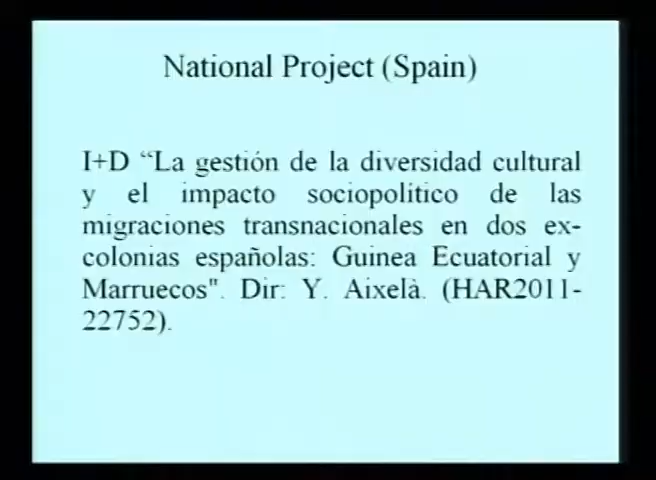 National Project (Spain)
I+D “La gestión de la diversidad cultural
y el impacto sociopolitico de las
migraciones transnacionales en dos ex-
colonias españolas: Guinea Ecuatorial y
Marruecos". Dir: Y. Aixelà. (HAR2011-
22752).